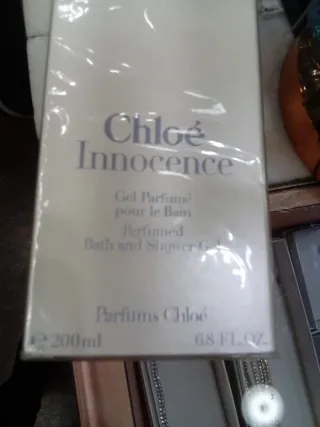 Chloé
Innocence
Gel Parfumé
pour le Bain
Perfumed
Bath and Shower Gel
Parfums Chloé
℮ 200ml 6.8 FL.OZ.